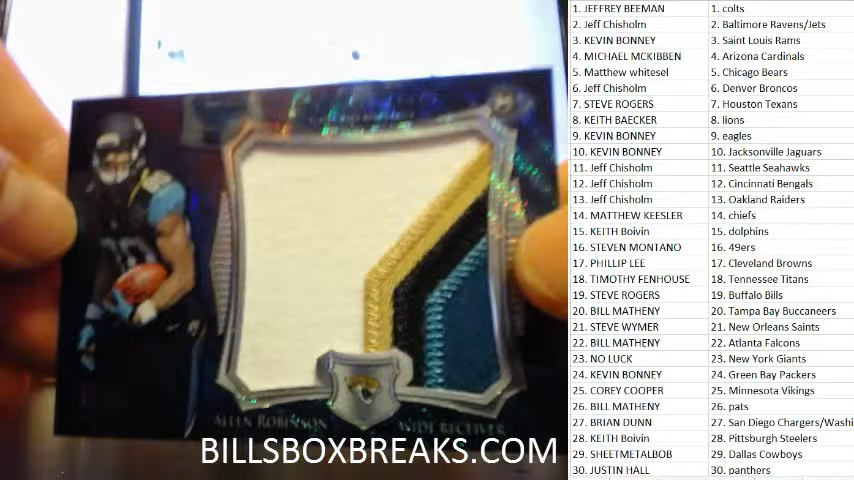 ALLEN ROBINSON WIDE RECEIVER
BILLSBOXBREAKS.COM
1. JEFFREY BEEMAN 1. colts
2. Jeff Chisholm 2. Baltimore Ravens/Jets
3. KEVIN BONNEY 3. Saint Louis Rams
4. MICHAEL MCKIBBEN 4. Arizona Cardinals
5. Matthew whitesel 5. Chicago Bears
6. Jeff Chisholm 6. Denver Broncos
7. STEVE ROGERS 7. Houston Texans
8. KEITH BAECKER 8. lions
9. KEVIN BONNEY 9. eagles
10. KEVIN BONNEY 10. Jacksonville Jaguars
11. Jeff Chisholm 11. Seattle Seahawks
12. Jeff Chisholm 12. Cincinnati Bengals
13. Jeff Chisholm 13. Oakland Raiders
14. MATTHEW KEESLER 14. chiefs
15. KEITH Boivin 15. dolphins
16. STEVEN MONTANO 16. 49ers
17. PHILLIP LEE 17. Cleveland Browns
18. TIMOTHY FENHOUSE 18. Tennessee Titans
19. STEVE ROGERS 19. Buffalo Bills
20. BILL MATHENY 20. Tampa Bay Buccaneers
21. STEVE WYMER 21. New Orleans Saints
22. BILL MATHENY 22. Atlanta Falcons
23. NO LUCK 23. New York Giants
24. KEVIN BONNEY 24. Green Bay Packers
25. COREY COOPER 25. Minnesota Vikings
26. BILL MATHENY 26. pats
27. BRIAN DUNN 27. San Diego Chargers/Washi
28. KEITH Boivin 28. Pittsburgh Steelers
29. SHEETMETALBOB 29. Dallas Cowboys
30. JUSTIN HALL 30. panthers